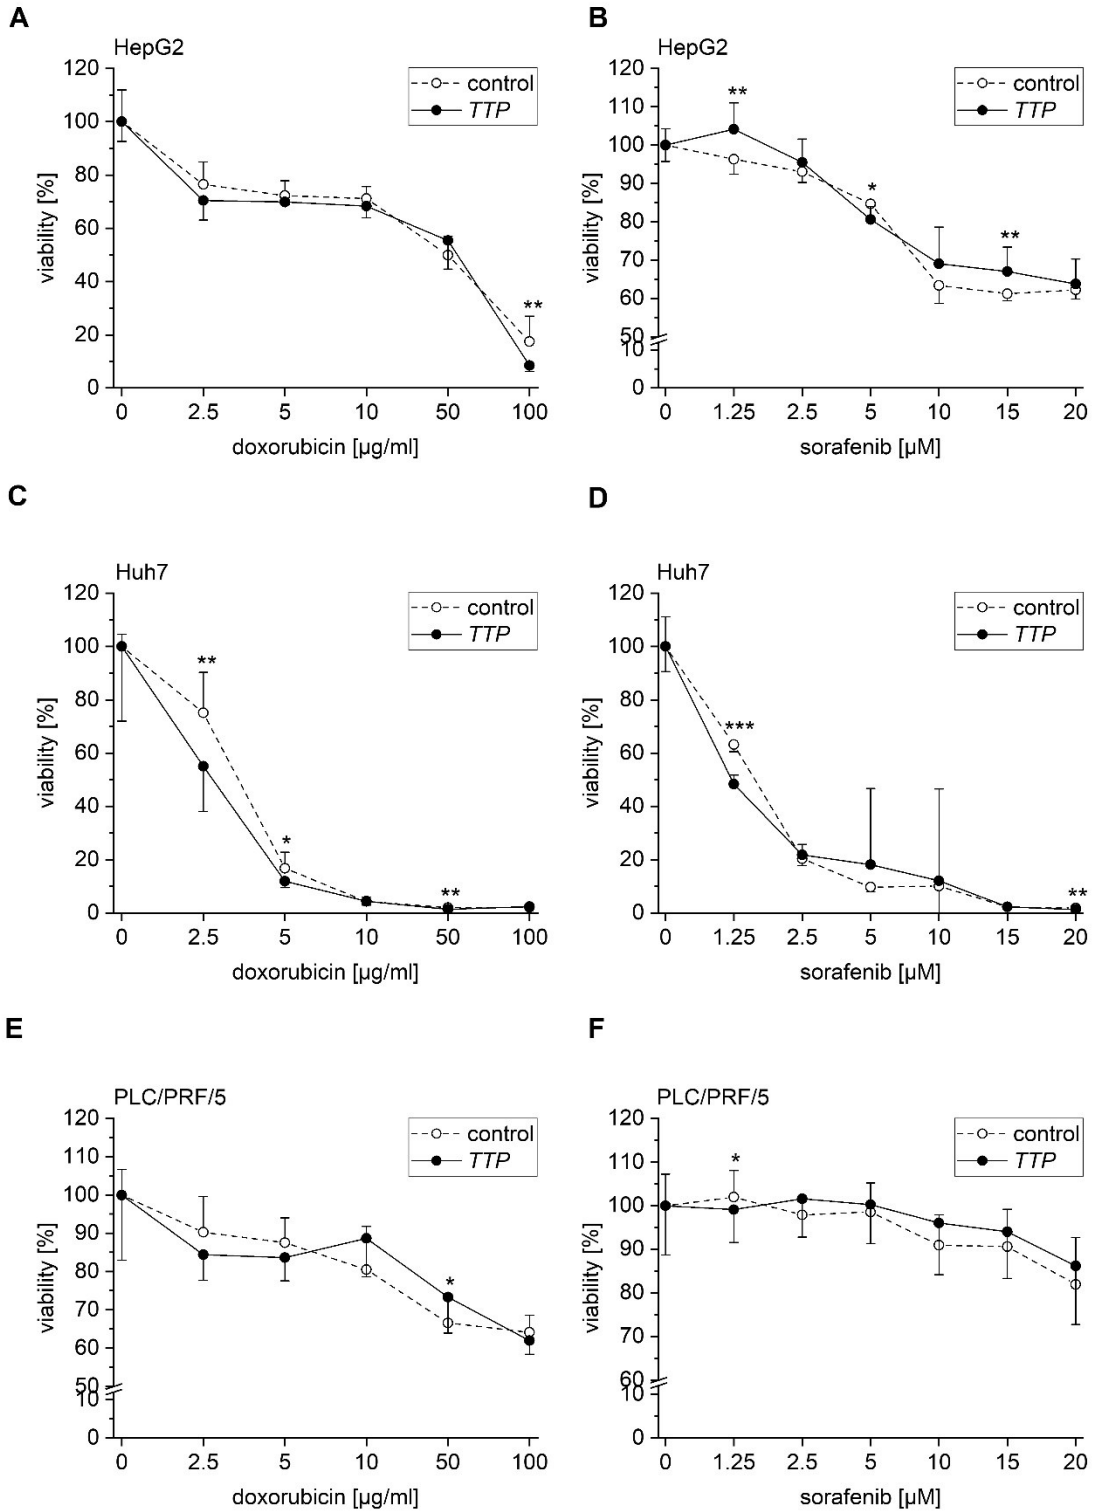 A
HepG2
120
100
80
60
40
20
0
viability [%]
control
TTP
**
0 2.5 5 10 50 100
doxorubicin [µg/ml]
B
HepG2
120
110
100
90
80
70
60
50
10
0
viability [%]
control
TTP
**
*
**
0 1.25 2.5 5 10 15 20
sorafenib [µM]
C
Huh7
120
100
80
60
40
20
0
viability [%]
control
TTP
**
*
**
0 2.5 5 10 50 100
doxorubicin [µg/ml]
D
Huh7
120
100
80
60
40
20
0
viability [%]
control
TTP
***
**
0 1.25 2.5 5 10 15 20
sorafenib [µM]
E
PLC/PRF/5
120
110
100
90
80
70
60
50
10
0
viability [%]
control
TTP
*
0 2.5 5 10 50 100
doxorubicin [µg/ml]
F
PLC/PRF/5
120
110
100
90
80
70
60
10
0
viability [%]
control
TTP
*
0 1.25 2.5 5 10 15 20
sorafenib [µM]